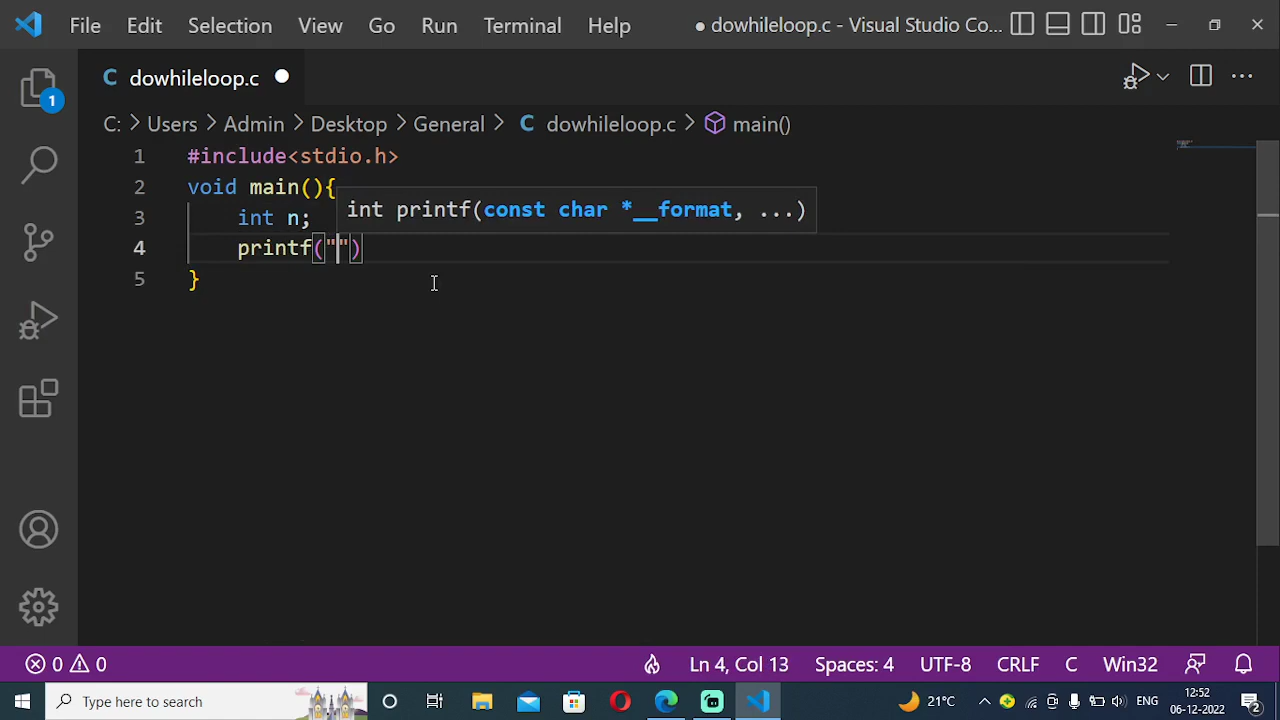 File Edit Selection View Go Run Terminal Help ● dowhileloop.c - Visual Studio Co...
C dowhileloop.c
1
C: > Users > Admin > Desktop > General > C dowhileloop.c > main()
1 #include<stdio.h>
2 void main(){
int printf(const char *__format, ...)
3 int n;
4 printf("")
5 }
0 0 Ln 4, Col 13 Spaces: 4 UTF-8 CRLF C Win32
Type here to search 21°C ENG 12:52
06-12-2022 2